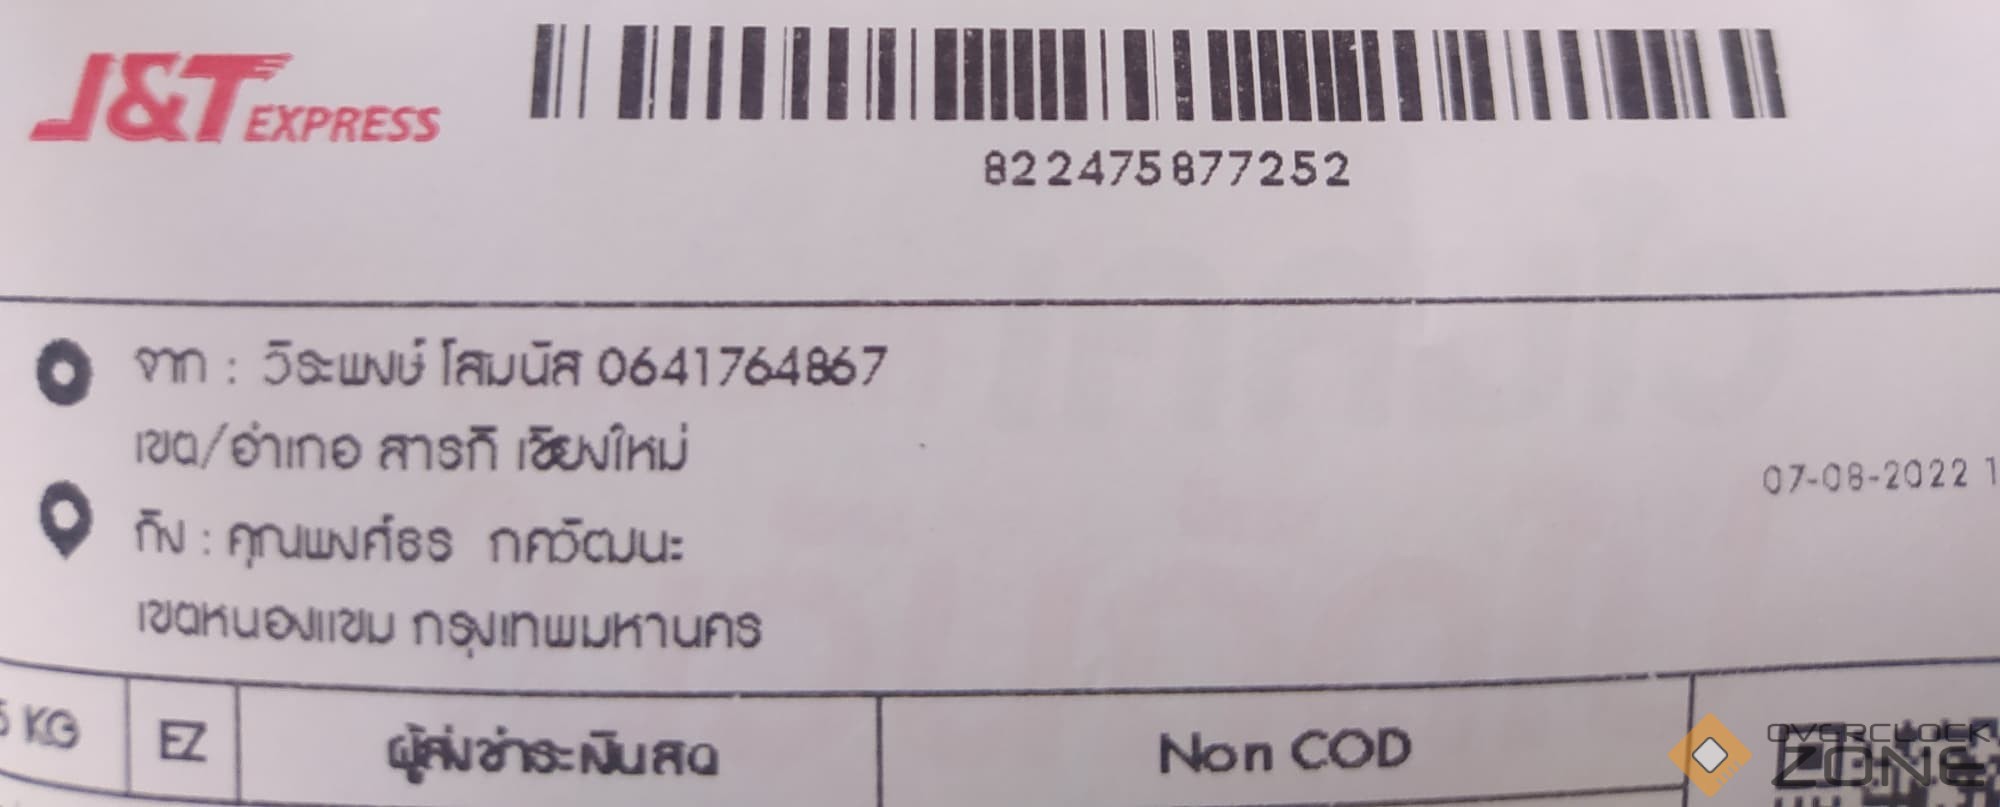 J&T EXPRESS
822475877252
จาก : วิระพงษ์ โสมนัส 0641764867
เขต/อำเภอ สารภี เชียงใหม่
07-08-2022 1
ถึง : คุณพงศ์ธร ภควัฒนะ
เขตหนองแขม กรุงเทพมหานคร
KG
EZ
ผู้ส่งชำระเงินสด
Non COD
OVERCLOCK
ZONE